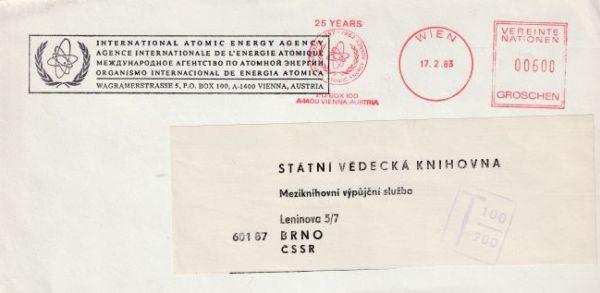 INTERNATIONAL ATOMIC ENERGY AGENCY
AGENCE INTERNATIONALE DE L'ENERGIE ATOMIQUE
МЕЖДУНАРОДНОЕ АГЕНТСТВО ПО АТОМНОЙ ЭНЕРГИИ
ORGANISMO INTERNACIONAL DE ENERGIA ATOMICA
WAGRAMERSTRASSE 5, P.O. BOX 100, A-1400 VIENNA, AUSTRIA
25 YEARS
P.O. BOX 100
A-1400 VIENNA, AUSTRIA
WIEN
17. 2. 83
VEREINTE
NATIONEN
00600
GROSCHEN
STÁTNÍ VĚDECKÁ KNIHOVNA
Meziknihovní výpůjční služba
Leninova 5/7
601 87 BRNO
ČSSR
T 100
700